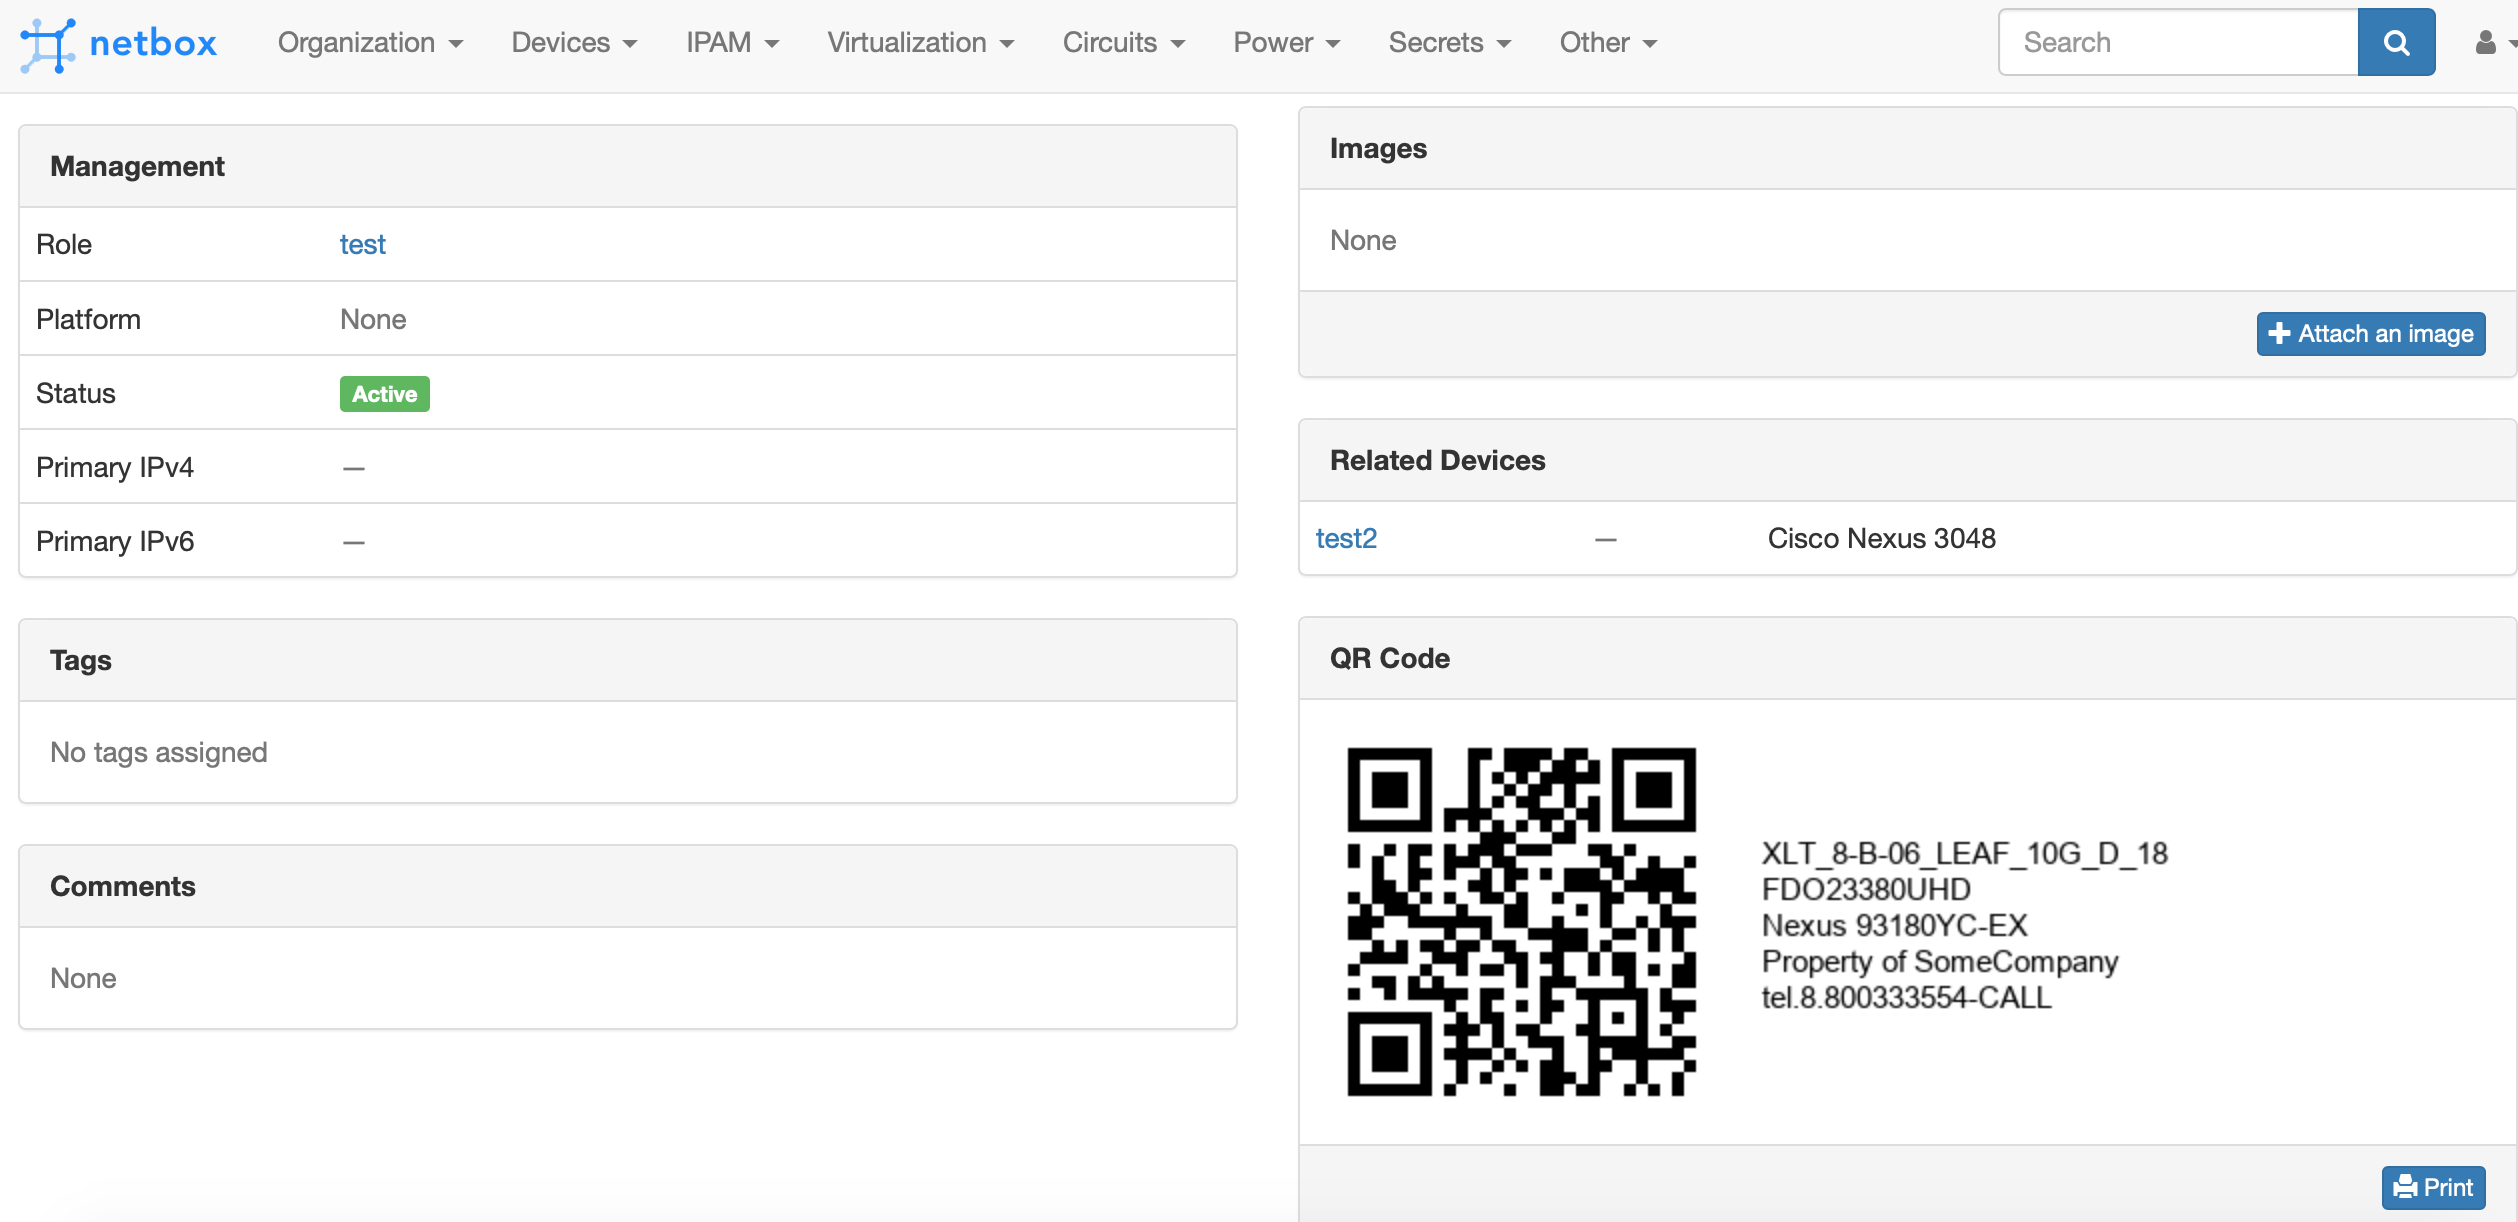 netbox Organization Devices IPAM Virtualization Circuits Power Secrets Other Search
Management
Role test
Platform None
Status Active
Primary IPv4 —
Primary IPv6 —
Tags
No tags assigned
Comments
None
Images
None
Attach an image
Related Devices
test2 — Cisco Nexus 3048
QR Code
XLT_8-B-06_LEAF_10G_D_18
FDO23380UHD
Nexus 93180YC-EX
Property of SomeCompany
tel.8.800333554-CALL
Print